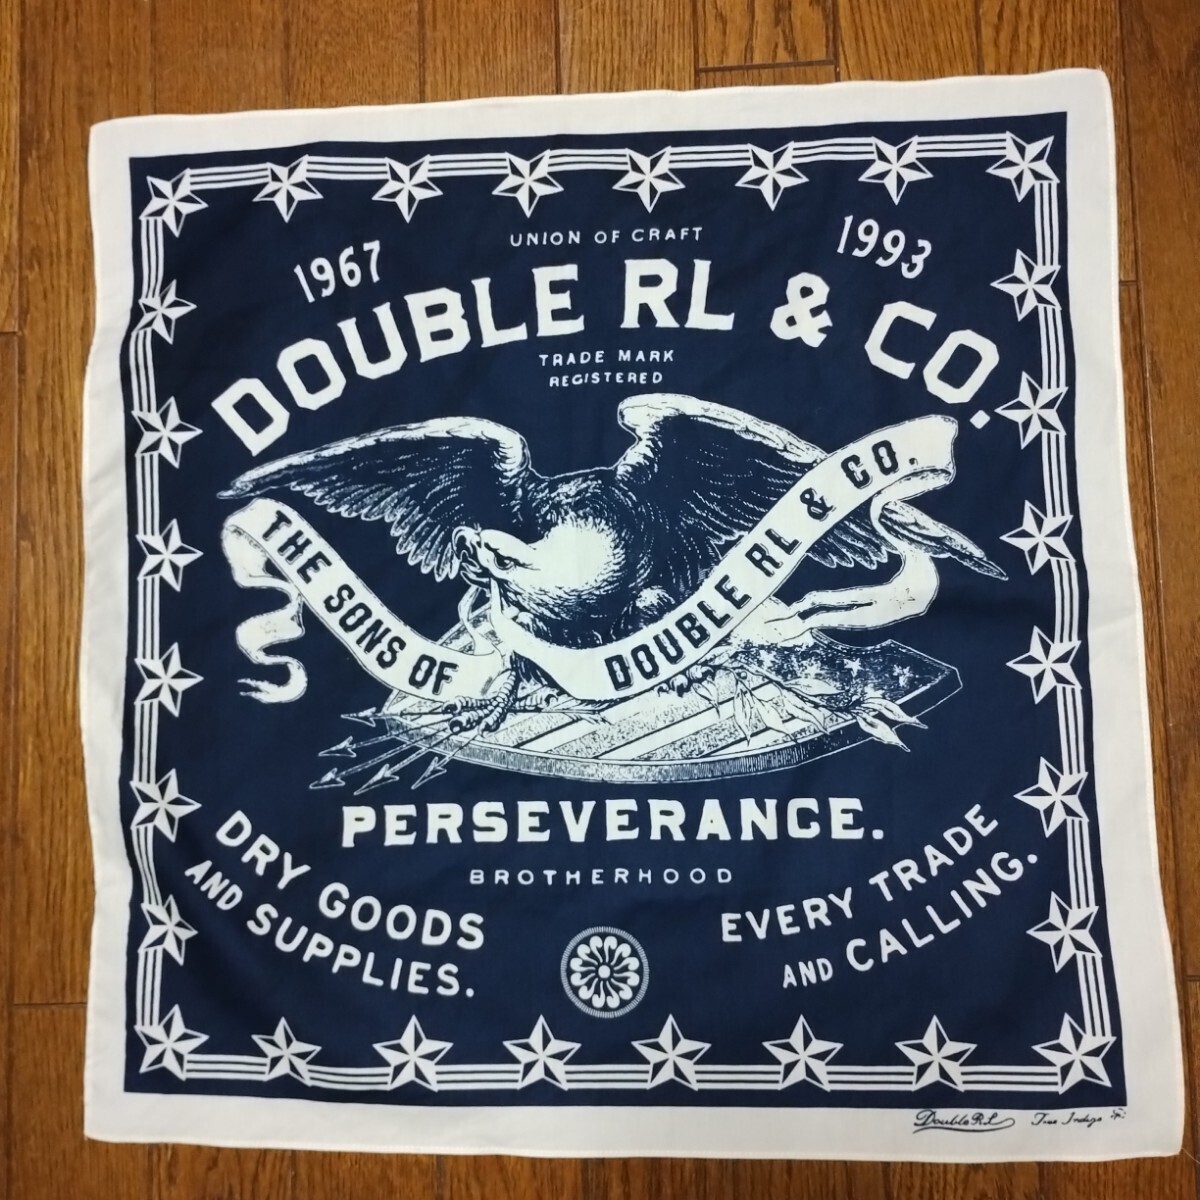 UNION OF CRAFT
1967
1993
DOUBLE RL & CO.
TRADE MARK
REGISTERED
THE SONS OF
DOUBLE RL & CO.
PERSEVERANCE.
BROTHERHOOD
DRY GOODS
AND SUPPLIES.
EVERY TRADE
AND CALLING.
Double RL
Indigo